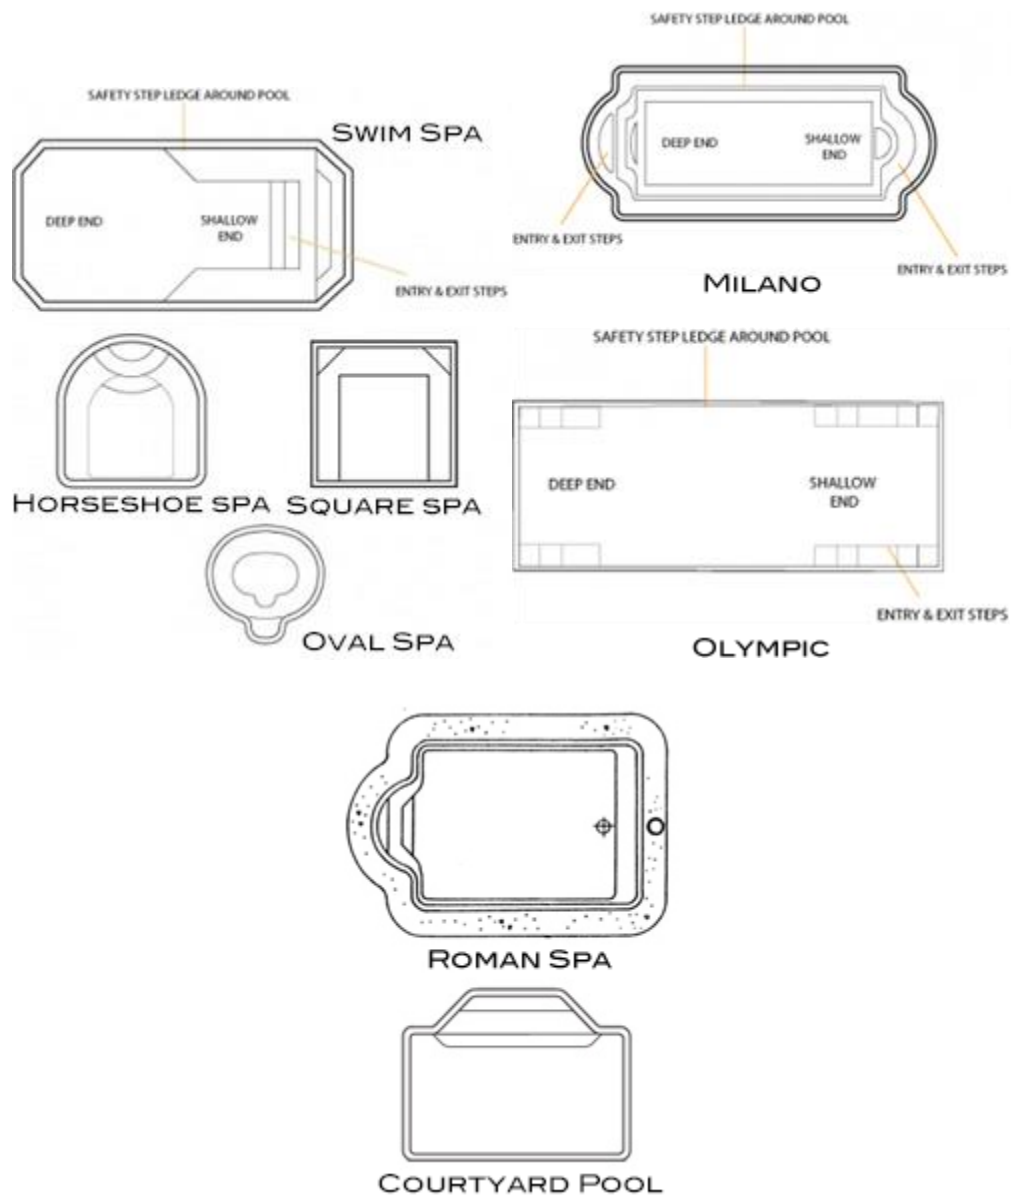 SAFETY STEP LEDGE AROUND POOL
SWIM SPA
DEEP END
SHALLOW
END
ENTRY & EXIT STEPS
SAFETY STEP LEDGE AROUND POOL
DEEP END
SHALLOW
END
ENTRY & EXIT STEPS
ENTRY & EXIT STEPS
MILANO
HORSESHOE SPA
SQUARE SPA
OVAL SPA
SAFETY STEP LEDGE AROUND POOL
DEEP END
SHALLOW
END
ENTRY & EXIT STEPS
OLYMPIC
ROMAN SPA
COURTYARD POOL